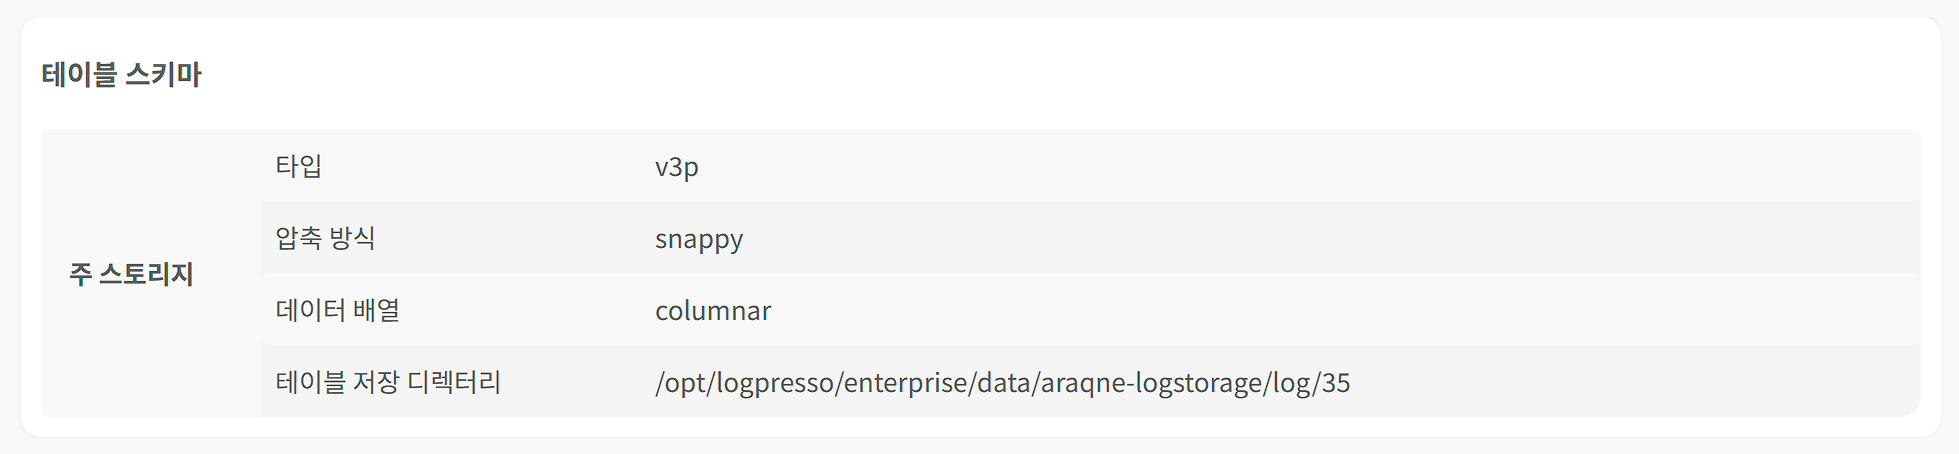 테이블 스키마
주 스토리지
타입 v3p
압축 방식 snappy
데이터 배열 columnar
테이블 저장 디렉터리 /opt/logpresso/enterprise/data/araqne-logstorage/log/35